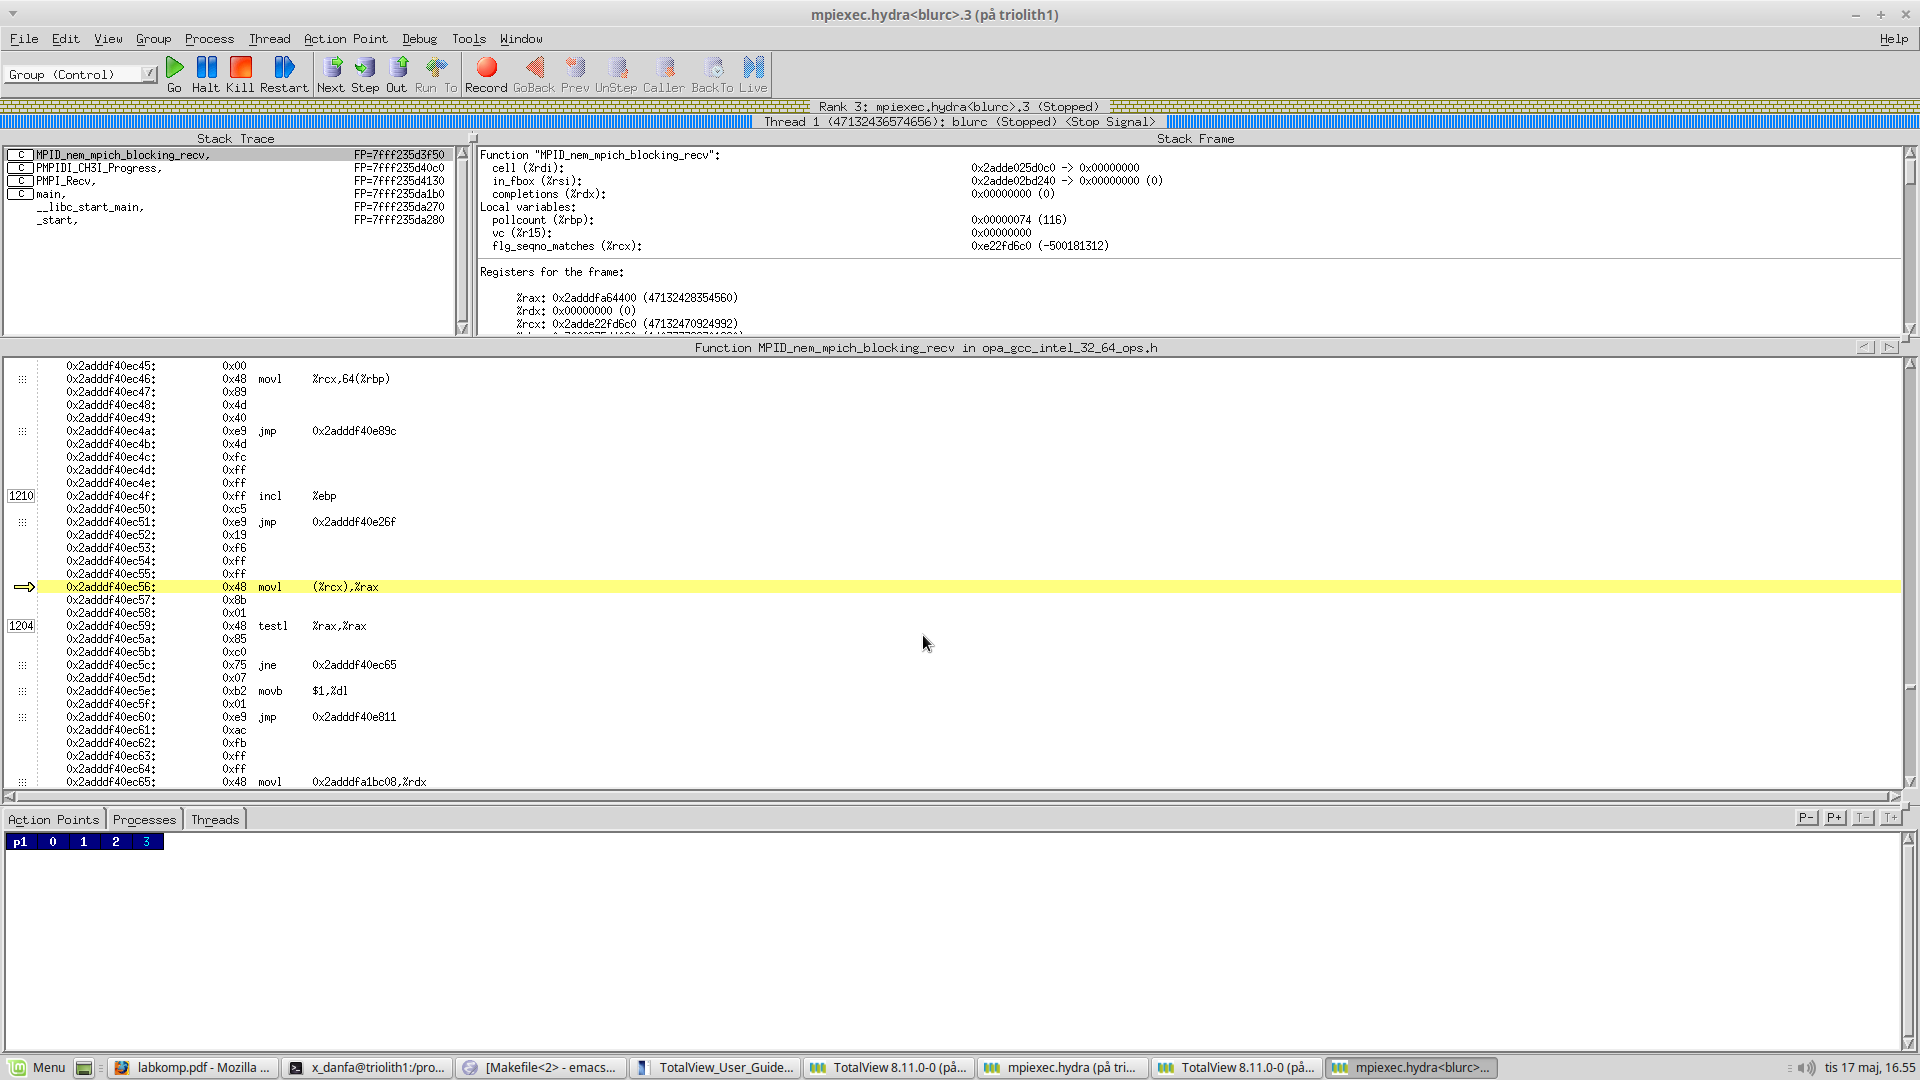 mpiexec.hydra<blurc>.3 (på triolith1)
File Edit View Group Process Thread Action Point Debug Tools Window Help
Group (Control)
Go Halt Kill Restart Next Step Out Run To Record GoBack Prev UnStep Caller BackTo Live
Rank 3: mpiexec.hydra<blurc>.3 (Stopped)
Thread 1 (47132436574656): blurc (Stopped) <Stop Signal>
Stack Trace
C MPID_nem_mpich_blocking_recv, FP=7fff235d3f50
C PMPIDI_CH3I_Progress, FP=7fff235d40c0
C PMPI_Recv, FP=7fff235d4130
C main, FP=7fff235da1b0
__libc_start_main, FP=7fff235da270
_start, FP=7fff235da280
Stack Frame
Function "MPID_nem_mpich_blocking_recv":
cell (%rdi): 0x2adde025d0c0 -> 0x00000000
in_fbox (%rsi): 0x2adde02bd240 -> 0x00000000 (0)
completions (%rdx): 0x00000000 (0)
Local variables:
pollcount (%rbp): 0x00000074 (116)
vc (%r15): 0x00000000
flg_seqno_matches (%rcx): 0xe22fd6c0 (-500181312)
Registers for the frame:
%rax: 0x2adddfa64400 (47132428354560)
%rdx: 0x00000000 (0)
%rcx: 0x2adde22fd6c0 (47132470924992)
Function MPID_nem_mpich_blocking_recv in opa_gcc_intel_32_64_ops.h
0x2adddf40ec45: 0x00
0x2adddf40ec46: 0x48 movl %rcx,64(%rbp)
0x2adddf40ec47: 0x89
0x2adddf40ec48: 0x4d
0x2adddf40ec49: 0x40
0x2adddf40ec4a: 0xe9 jmp 0x2adddf40e89c
0x2adddf40ec4b: 0x4d
0x2adddf40ec4c: 0xfc
0x2adddf40ec4d: 0xff
0x2adddf40ec4e: 0xff
1210 0x2adddf40ec4f: 0xff incl %ebp
0x2adddf40ec50: 0xc5
0x2adddf40ec51: 0xe9 jmp 0x2adddf40e26f
0x2adddf40ec52: 0x19
0x2adddf40ec53: 0xf6
0x2adddf40ec54: 0xff
0x2adddf40ec55: 0xff
0x2adddf40ec56: 0x48 movl (%rcx),%rax
0x2adddf40ec57: 0x8b
0x2adddf40ec58: 0x01
1204 0x2adddf40ec59: 0x48 testl %rax,%rax
0x2adddf40ec5a: 0x85
0x2adddf40ec5b: 0xc0
0x2adddf40ec5c: 0x75 jne 0x2adddf40ec65
0x2adddf40ec5d: 0x07
0x2adddf40ec5e: 0xb2 movb $1,%dl
0x2adddf40ec5f: 0x01
0x2adddf40ec60: 0xe9 jmp 0x2adddf40e811
0x2adddf40ec61: 0xac
0x2adddf40ec62: 0xfb
0x2adddf40ec63: 0xff
0x2adddf40ec64: 0xff
0x2adddf40ec65: 0x48 movl 0x2adddfa1bc08,%rdx
Action Points Processes Threads P- P+ T- T+
p1 0 1 2 3
Menu labkomp.pdf - Mozilla ... x_danfa@triolith1:/pro... [Makefile<2> - emacs... TotalView_User_Guide... TotalView 8.11.0-0 (på... mpiexec.hydra (på tri... TotalView 8.11.0-0 (på... mpiexec.hydra<blurc>... tis 17 maj, 16.55